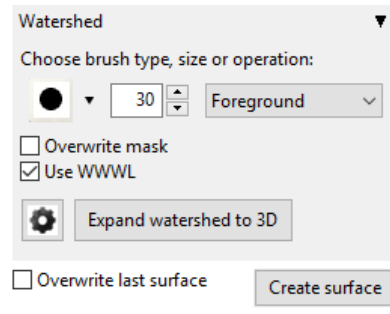 Watershed
Choose brush type, size or operation:
30 Foreground
Overwrite mask
Use WWWL
Expand watershed to 3D
Overwrite last surface Create surface